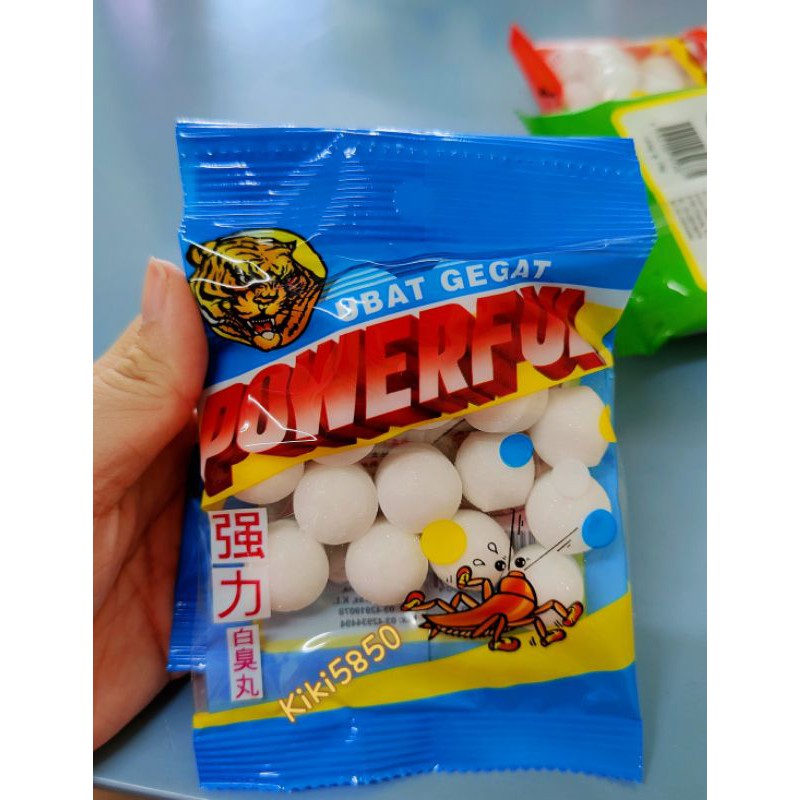 OBAT GEGAT
POWERFUL
强
力
白臭丸
Kiki5850